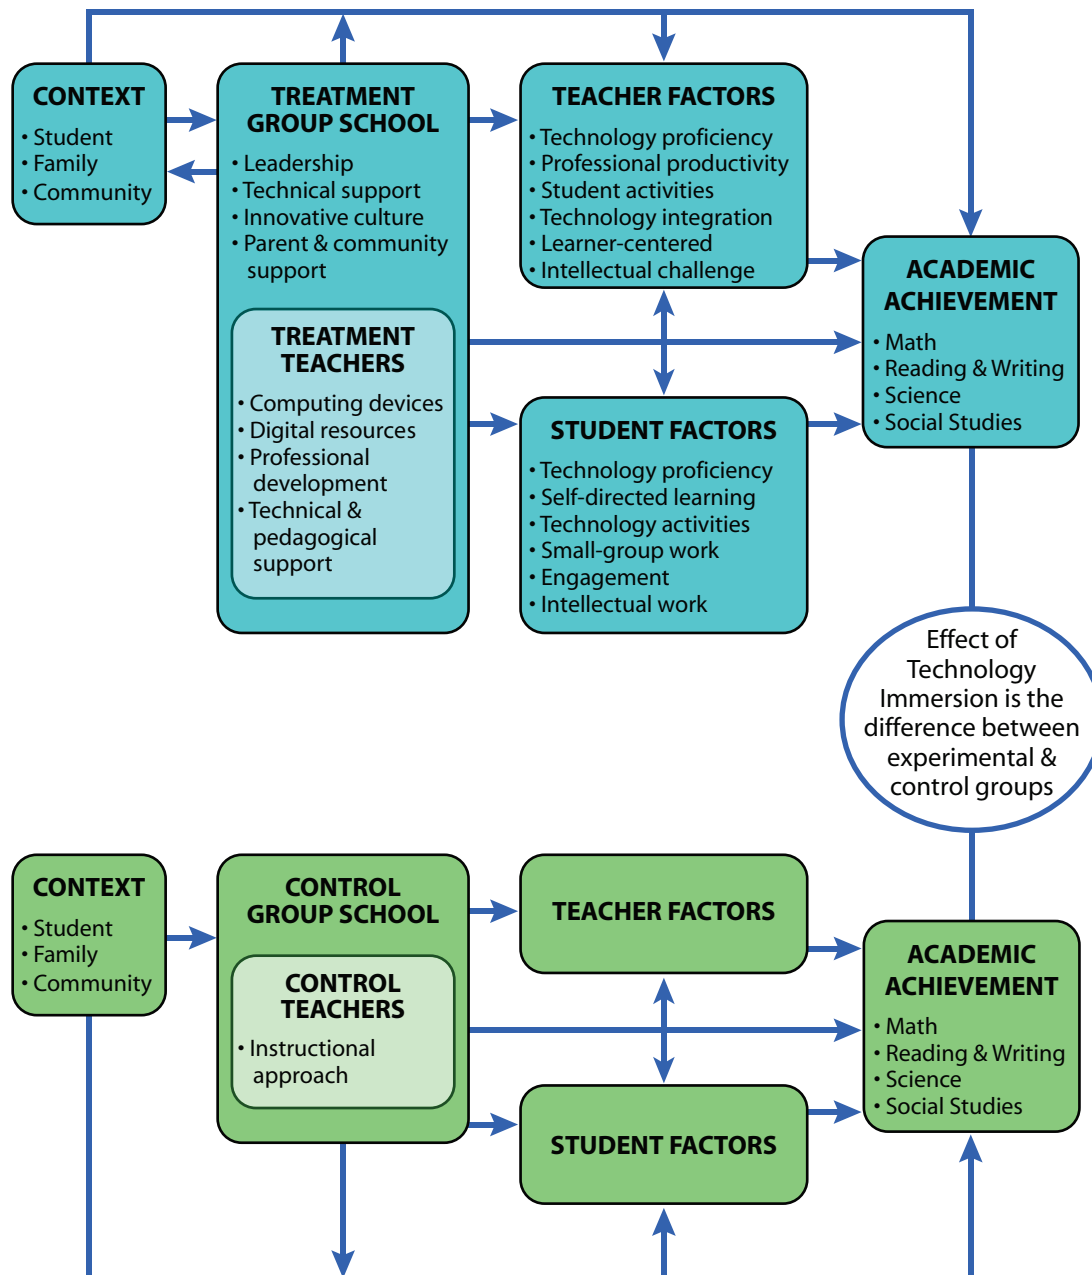 CONTEXT
• Student
• Family
• Community
TREATMENT
GROUP SCHOOL
• Leadership
• Technical support
• Innovative culture
• Parent & community
support
TREATMENT
TEACHERS
• Computing devices
• Digital resources
• Professional
development
• Technical &
pedagogical
support
TEACHER FACTORS
• Technology proficiency
• Professional productivity
• Student activities
• Technology integration
• Learner-centered
• Intellectual challenge
STUDENT FACTORS
• Technology proficiency
• Self-directed learning
• Technology activities
• Small-group work
• Engagement
• Intellectual work
ACADEMIC
ACHIEVEMENT
• Math
• Reading & Writing
• Science
• Social Studies
Effect of
Technology
Immersion is the
difference between
experimental &
control groups
CONTEXT
• Student
• Family
• Community
CONTROL
GROUP SCHOOL
CONTROL
TEACHERS
• Instructional
approach
TEACHER FACTORS
STUDENT FACTORS
ACADEMIC
ACHIEVEMENT
• Math
• Reading & Writing
• Science
• Social Studies